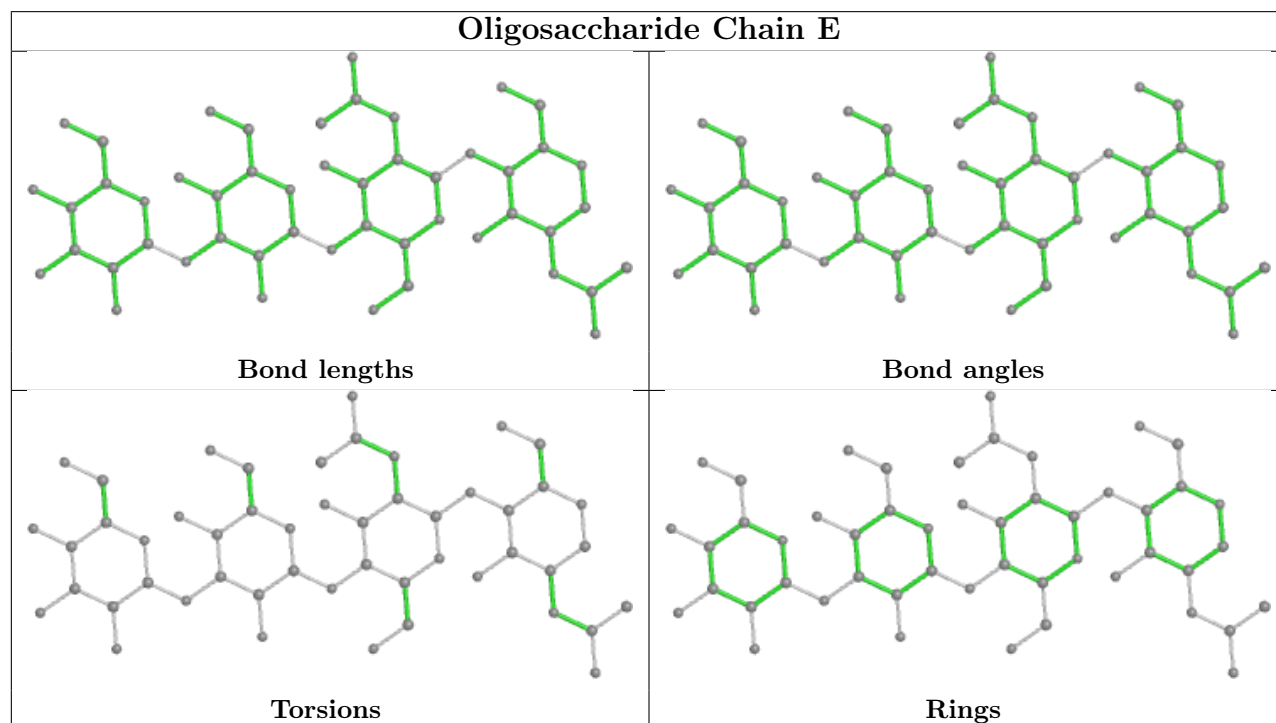 Oligosaccharide Chain E
Bond lengths
Bond angles
Torsions
Rings